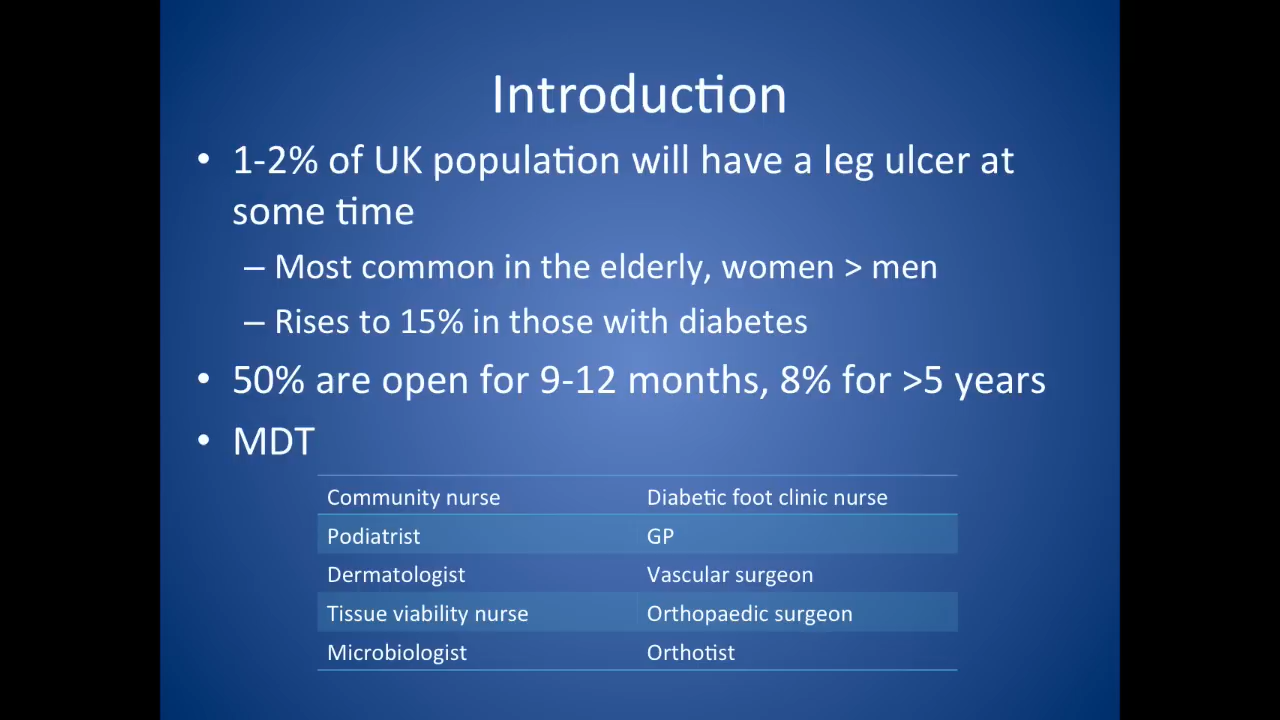 Introduction
• 1-2% of UK population will have a leg ulcer at
some time
– Most common in the elderly, women > men
– Rises to 15% in those with diabetes
• 50% are open for 9-12 months, 8% for >5 years
• MDT
Community nurse Diabetic foot clinic nurse
Podiatrist GP
Dermatologist Vascular surgeon
Tissue viability nurse Orthopaedic surgeon
Microbiologist Orthotist